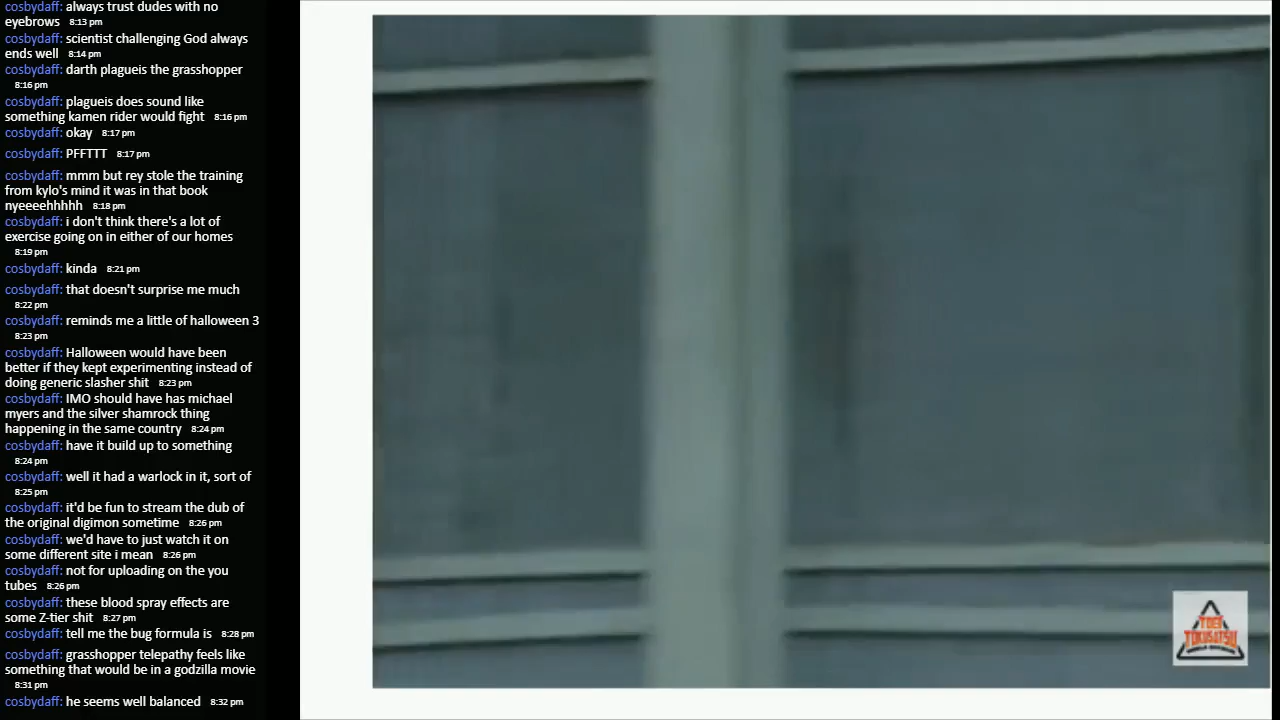 cosbydaff: always trust dudes with no
eyebrows 8:13 pm
cosbydaff: scientist challenging God always
ends well 8:14 pm
cosbydaff: darth plagueis the grasshopper
8:16 pm
cosbydaff: plagueis does sound like
something kamen rider would fight 8:16 pm
cosbydaff: okay 8:17 pm
cosbydaff: PFFTTT 8:17 pm
cosbydaff: mmm but rey stole the training
from kylo's mind it was in that book
nyeeeehhhhh 8:18 pm
cosbydaff: i don't think there's a lot of
exercise going on in either of our homes
8:19 pm
cosbydaff: kinda 8:21 pm
cosbydaff: that doesn't surprise me much
8:22 pm
cosbydaff: reminds me a little of halloween 3
8:23 pm
cosbydaff: Halloween would have been
better if they kept experimenting instead of
doing generic slasher shit 8:23 pm
cosbydaff: IMO should have has michael
myers and the silver shamrock thing
happening in the same country 8:24 pm
cosbydaff: have it build up to something
8:24 pm
cosbydaff: well it had a warlock in it, sort of
8:25 pm
cosbydaff: it'd be fun to stream the dub of
the original digimon sometime 8:26 pm
cosbydaff: we'd have to just watch it on
some different site i mean 8:26 pm
cosbydaff: not for uploading on the you
tubes 8:26 pm
cosbydaff: these blood spray effects are
some Z-tier shit 8:27 pm
cosbydaff: tell me the bug formula is 8:28 pm
cosbydaff: grasshopper telepathy feels like
something that would be in a godzilla movie
8:31 pm
cosbydaff: he seems well balanced 8:32 pm
TOEI
TOKUSATSU